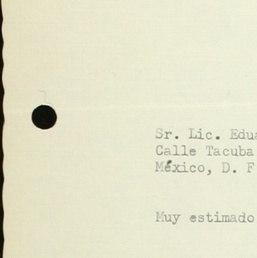 Sr. Lic. Edua
Calle Tacuba
México, D. F
Muy estimado